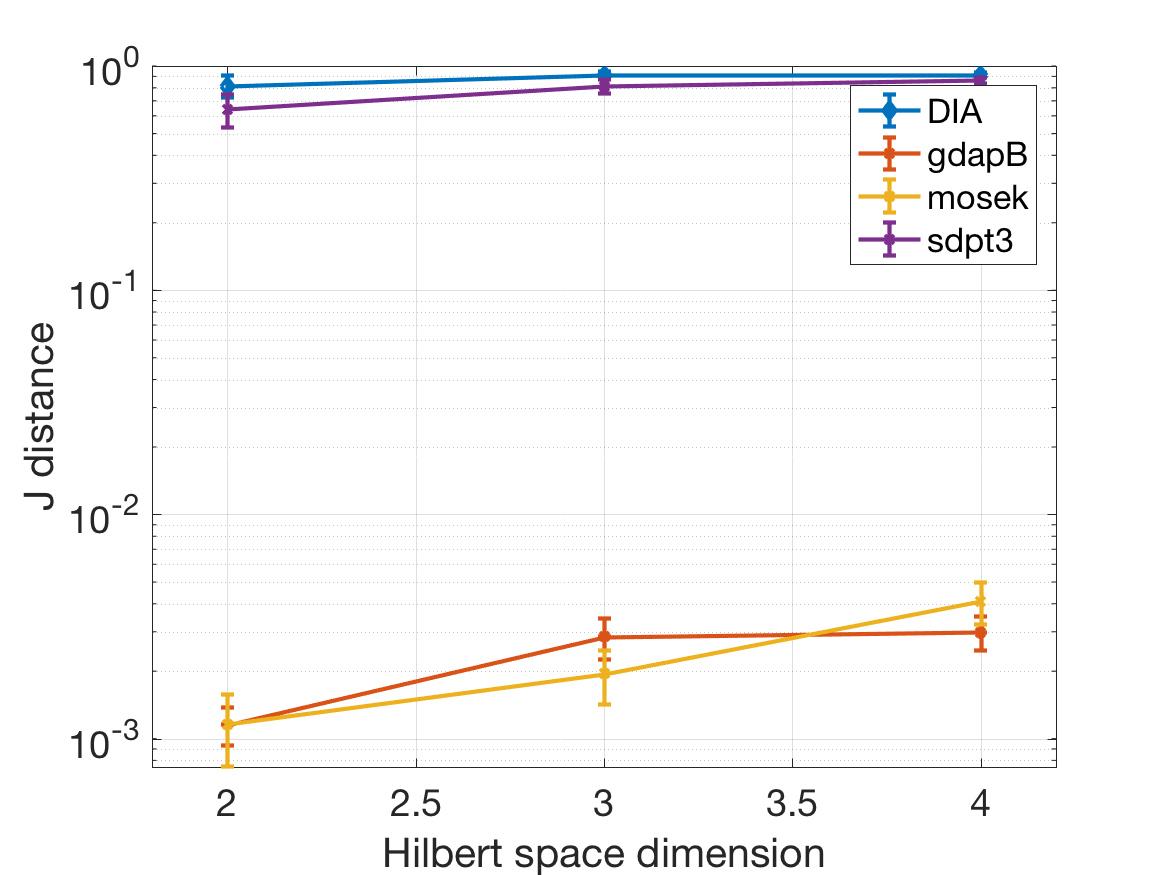 10^0
10^-1
10^-2
10^-3
J distance
DIA
gdapB
mosek
sdpt3
2 2.5 3 3.5 4
Hilbert space dimension